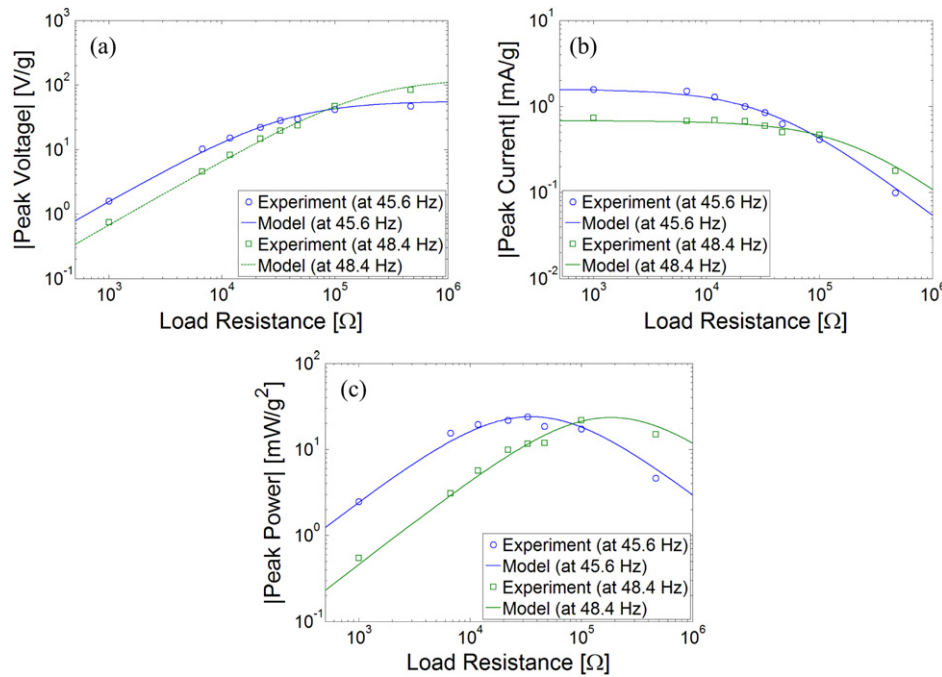 (a)
|Peak Voltage| [V/g]
10^3
10^2
10^1
10^0
10^-1
10^3
10^4
10^5
10^6
Load Resistance [Ω]
Experiment (at 45.6 Hz)
Model (at 45.6 Hz)
Experiment (at 48.4 Hz)
Model (at 48.4 Hz)
(b)
|Peak Current| [mA/g]
10^1
10^0
10^-1
10^-2
10^3
10^4
10^5
10^6
Load Resistance [Ω]
Experiment (at 45.6 Hz)
Model (at 45.6 Hz)
Experiment (at 48.4 Hz)
Model (at 48.4 Hz)
(c)
|Peak Power| [mW/g^2]
10^2
10^1
10^0
10^-1
10^3
10^4
10^5
10^6
Load Resistance [Ω]
Experiment (at 45.6 Hz)
Model (at 45.6 Hz)
Experiment (at 48.4 Hz)
Model (at 48.4 Hz)